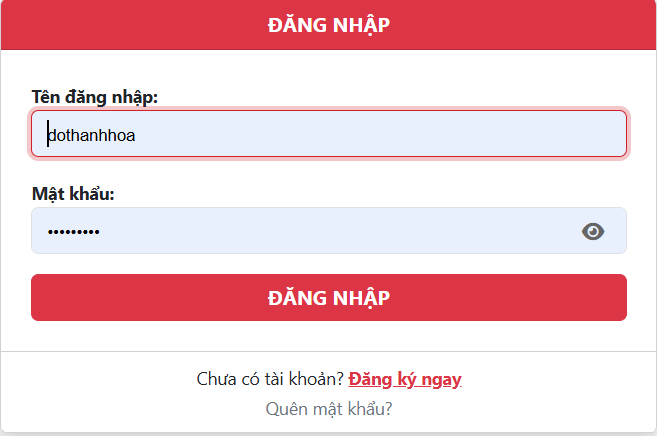 ĐĂNG NHẬP
Tên đăng nhập:
dothanhhoa
Mật khẩu:
•••••••••
ĐĂNG NHẬP
Chưa có tài khoản? Đăng ký ngay
Quên mật khẩu?